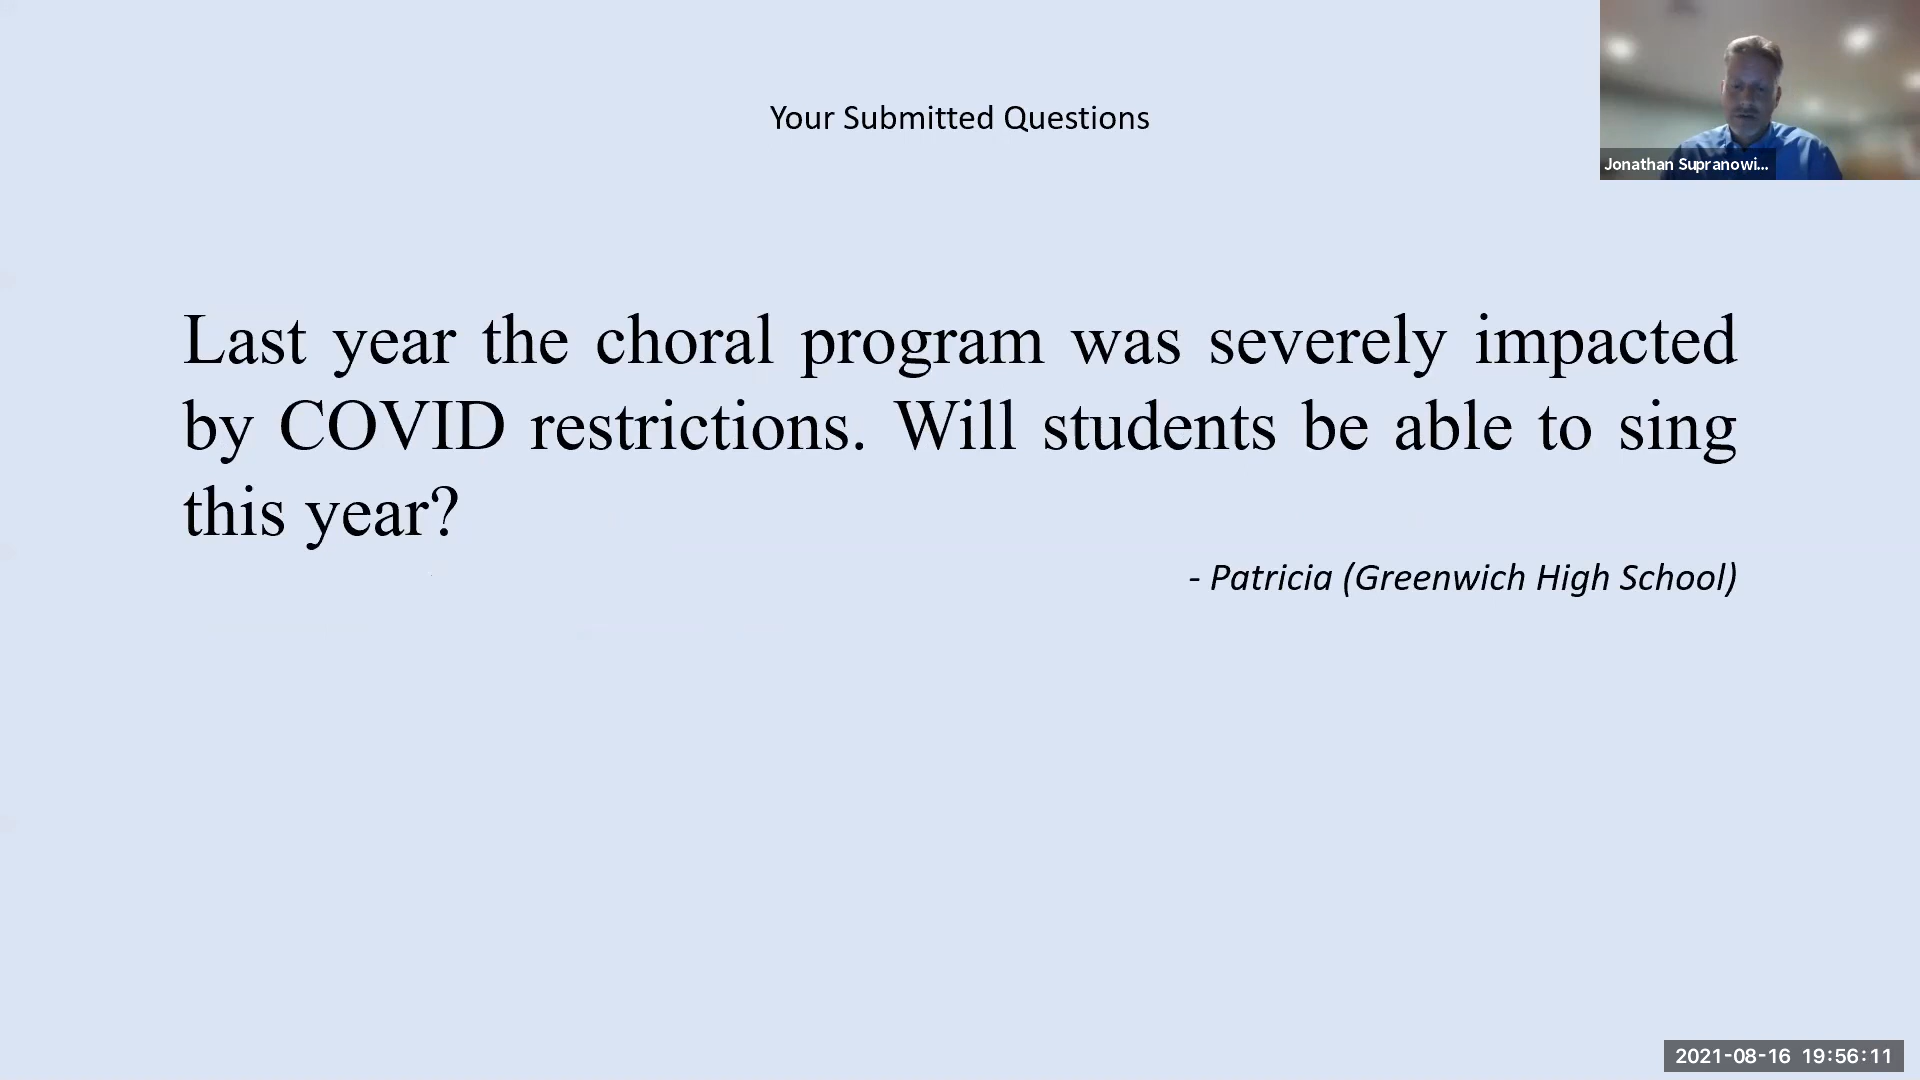 Your Submitted Questions
Jonathan Supranowi...
Last year the choral program was severely impacted
by COVID restrictions. Will students be able to sing
this year?
- Patricia (Greenwich High School)
2021-08-16 19:56:11